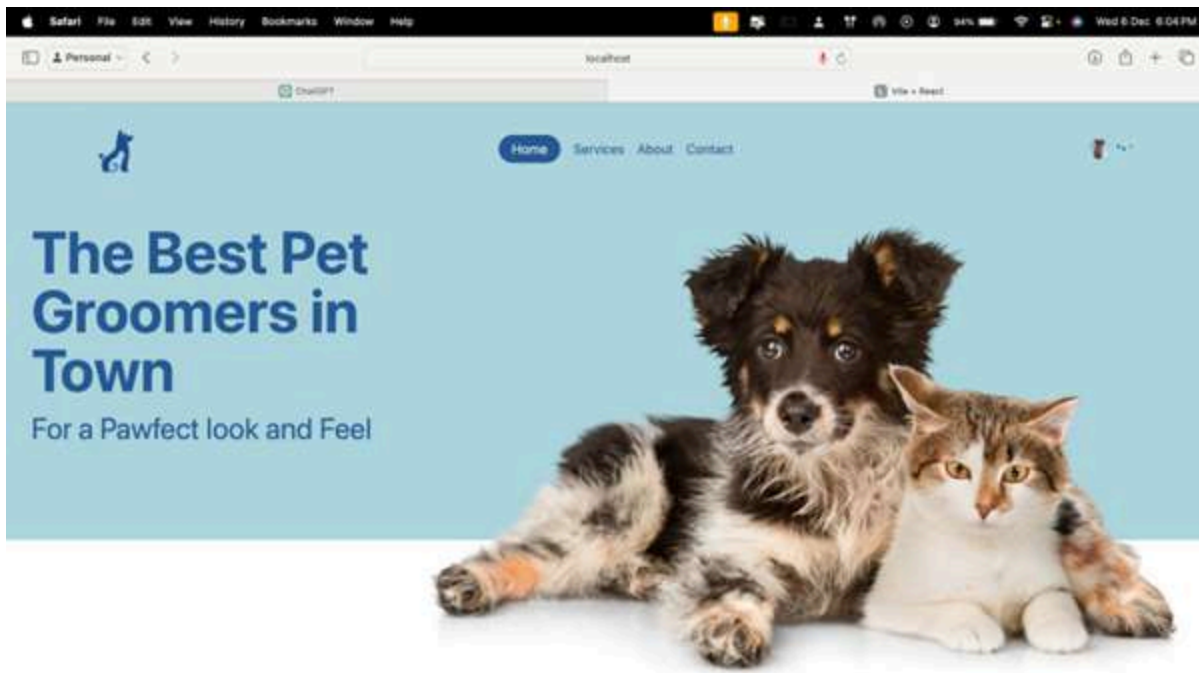 Safari File Edit View History Bookmarks Window Help 94% Wed 6 Dec 6:04 PM
Personal localhost
ChatGPT Vite + React
Home Services About Contact
The Best Pet
Groomers in
Town
For a Pawfect look and Feel